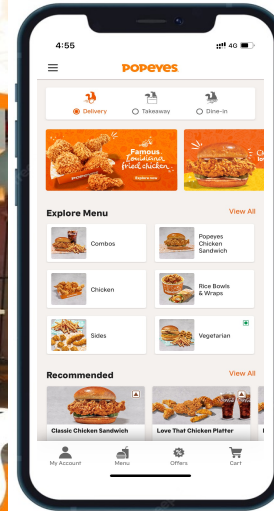 4:55
4G
POPEYES
Delivery
Takeaway
Dine-in
Famous
Louisiana
fried chicken
Explore now
Explore Menu
View All
Combos
Popeyes
Chicken
Sandwich
Chicken
Rice Bowls
& Wraps
Sides
Vegetarian
Recommended
View All
Classic Chicken Sandwich
Love That Chicken Platter
My Account
Menu
Offers
Cart